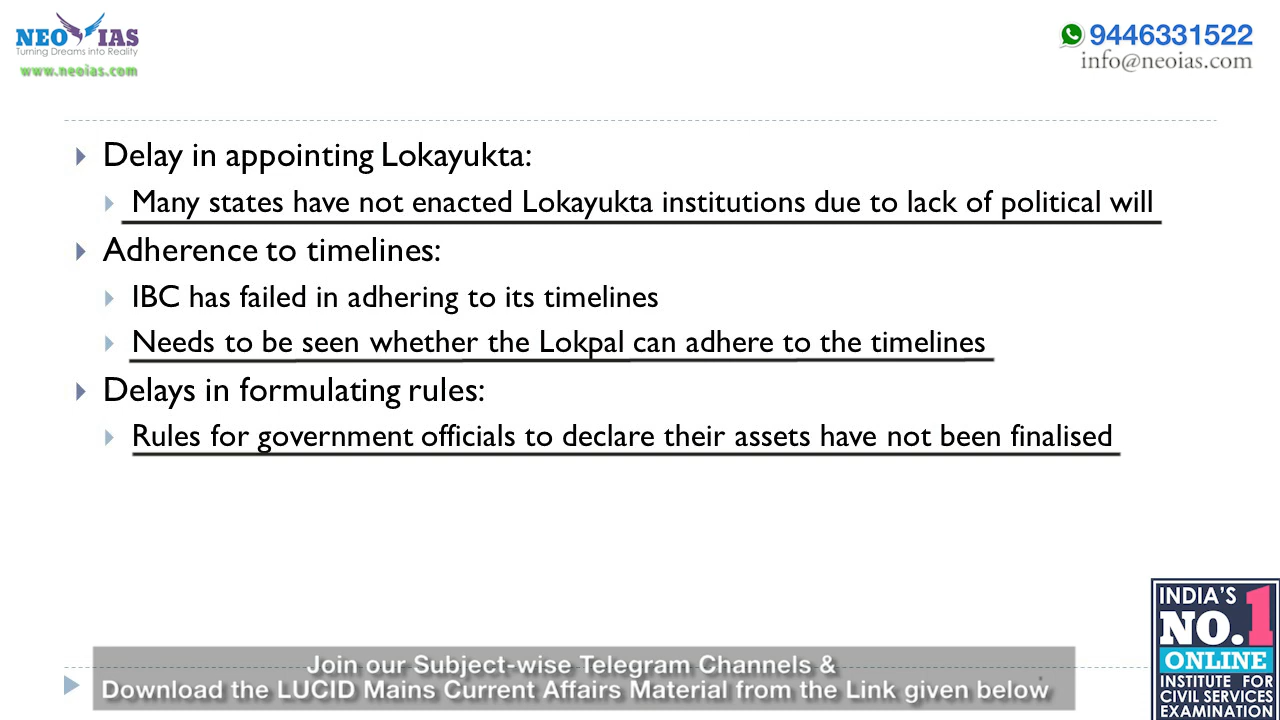 NEO IAS
Turning Dreams into Reality
www.neoias.com
9446331522
info@neoias.com
Delay in appointing Lokayukta:
Many states have not enacted Lokayukta institutions due to lack of political will
Adherence to timelines:
IBC has failed in adhering to its timelines
Needs to be seen whether the Lokpal can adhere to the timelines
Delays in formulating rules:
Rules for government officials to declare their assets have not been finalised
Join our Subject-wise Telegram Channels &
Download the LUCID Mains Current Affairs Material from the Link given below
INDIA'S
NO.1
ONLINE
INSTITUTE FOR
CIVIL SERVICES
EXAMINATION